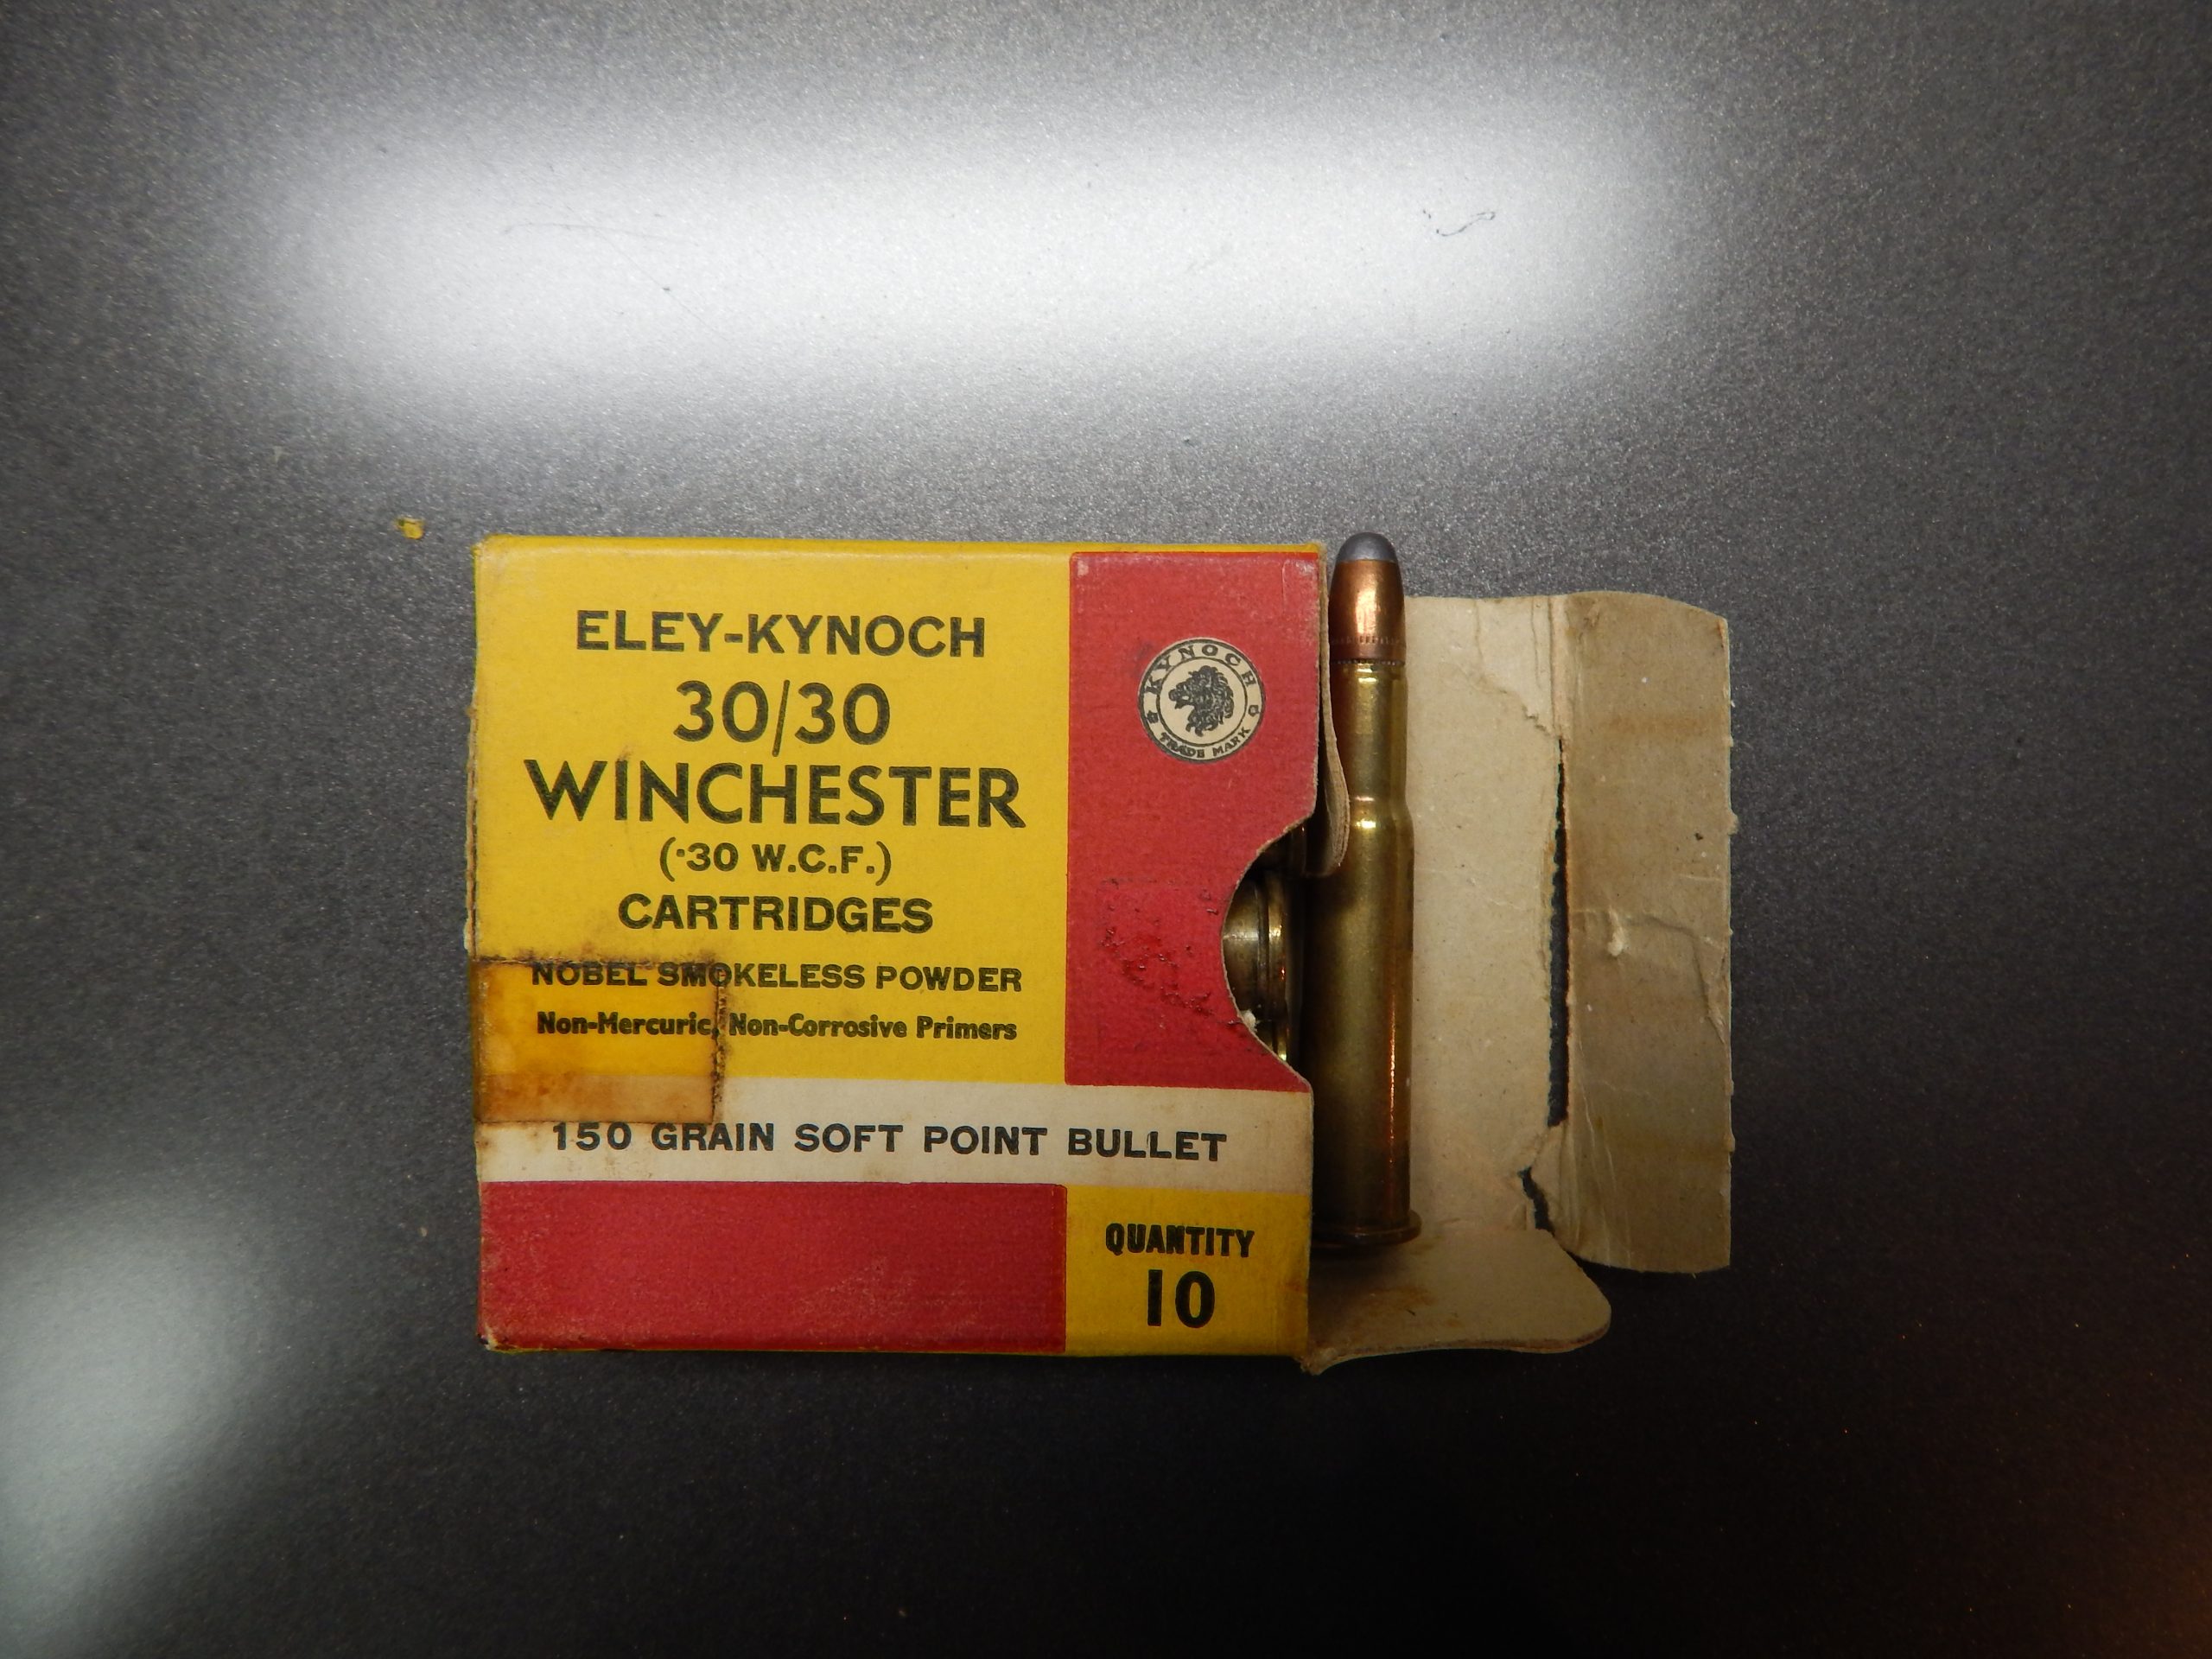 ELEY-KYNOCH
30/30
WINCHESTER
(·30 W.C.F.)
CARTRIDGES
NOBEL SMOKELESS POWDER
Non-Mercuric, Non-Corrosive Primers
150 GRAIN SOFT POINT BULLET
QUANTITY
10
KYNOCH
TRADE MARK